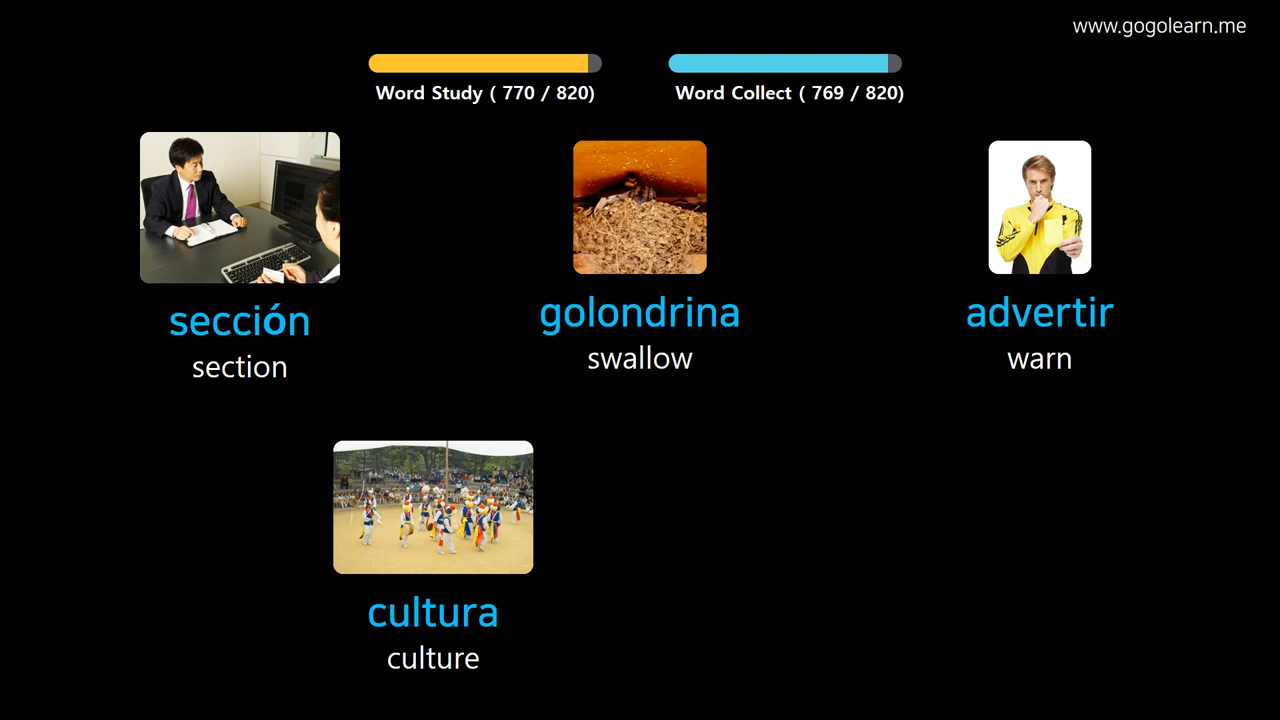 www.gogolearn.me
Word Study ( 770 / 820)
Word Collect ( 769 / 820)
sección
section
golondrina
swallow
advertir
warn
cultura
culture